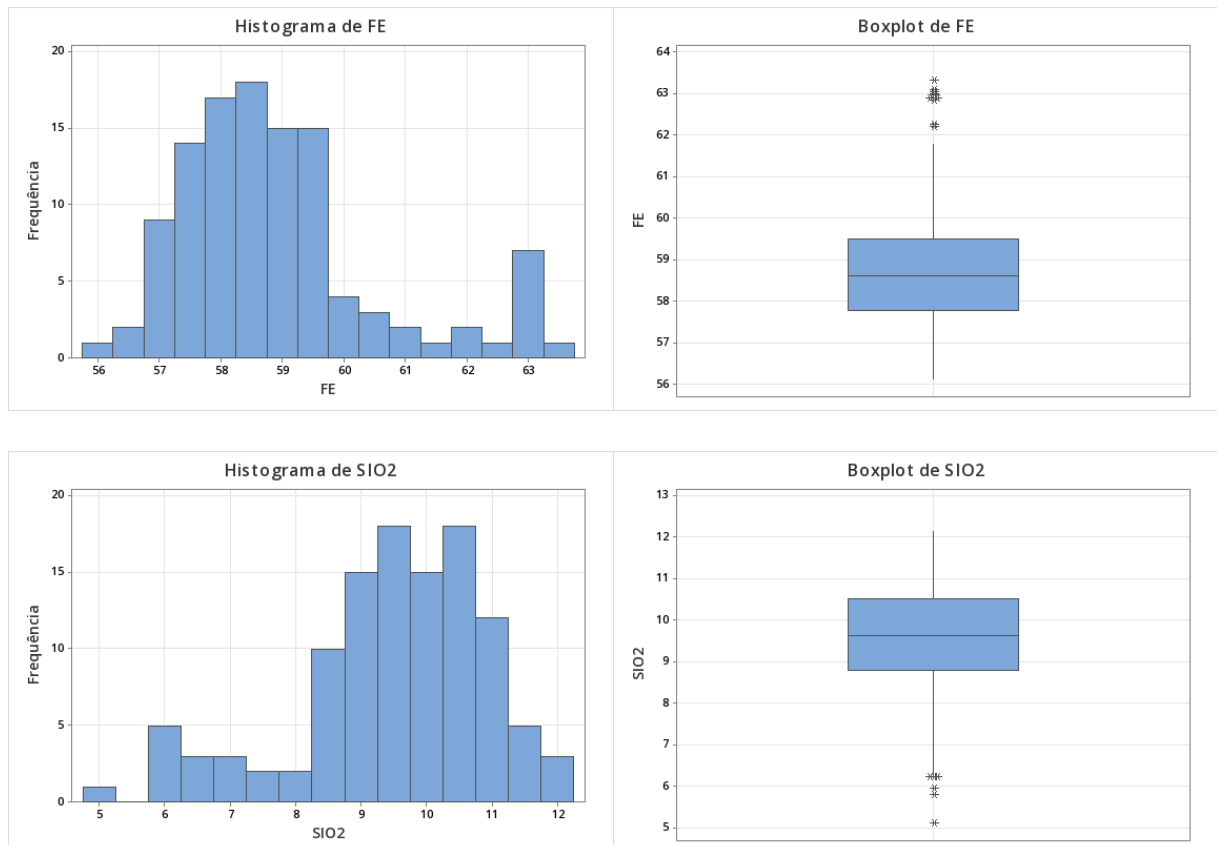 Histograma de FE
20
15
10
5
0
Frequência
56 57 58 59 60 61 62 63
FE
Boxplot de FE
64
63
62
61
60
59
58
57
56
FE
Histograma de SIO2
20
15
10
5
0
Frequência
5 6 7 8 9 10 11 12
SIO2
Boxplot de SIO2
13
12
11
10
9
8
7
6
5
SIO2